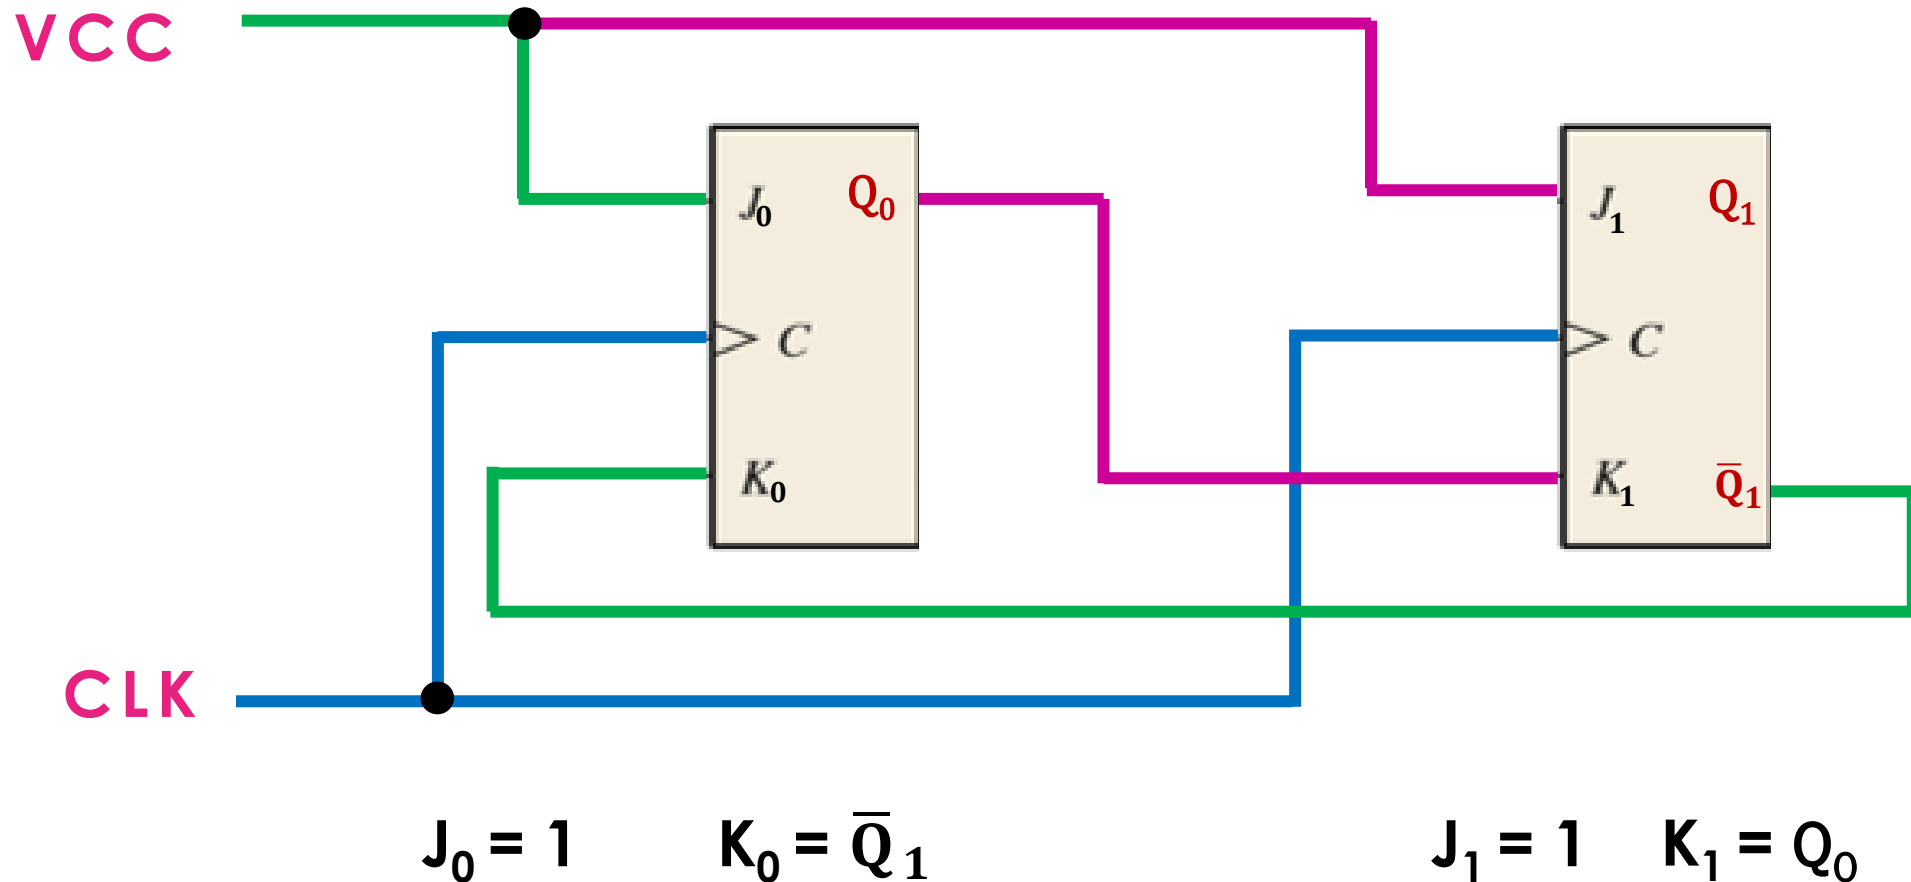 VCC
J₀ Q₀
J₁ Q₁
> C
> C
K₀
K₁ Q̅₁
CLK
J₀ = 1 K₀ = Q̅₁ J₁ = 1 K₁ = Q₀